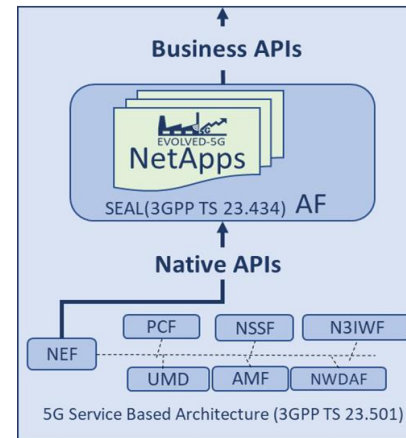 Business APIs
5G
EVOLVED-5G
NetApps
SEAL(3GPP TS 23.434) AF
Native APIs
PCF NSSF N3IWF
NEF
UMD AMF NWDAF
5G Service Based Architecture (3GPP TS 23.501)